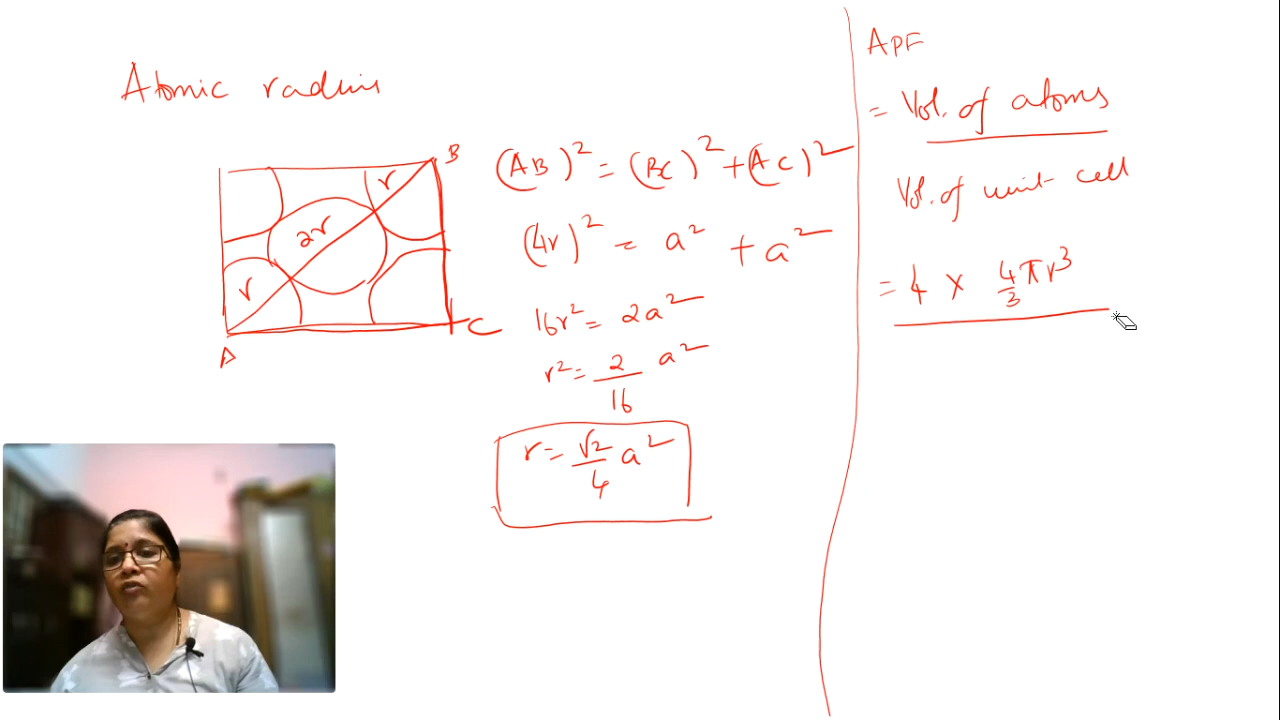 Atomic radius
B
r
2r
r
A
C
(AB)² = (BC)² + (AC)²
(4r)² = a² + a²
16r² = 2a²
r² = 2/16 a²
r = √2/4 a²
APF
= Vol. of atoms
Vol. of unit cell
= 4 × 4/3 πr³